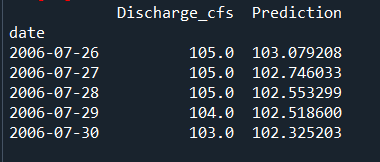 Discharge_cfs Prediction
date
2006-07-26 105.0 103.079208
2006-07-27 105.0 102.746033
2006-07-28 105.0 102.553299
2006-07-29 104.0 102.518600
2006-07-30 103.0 102.325203